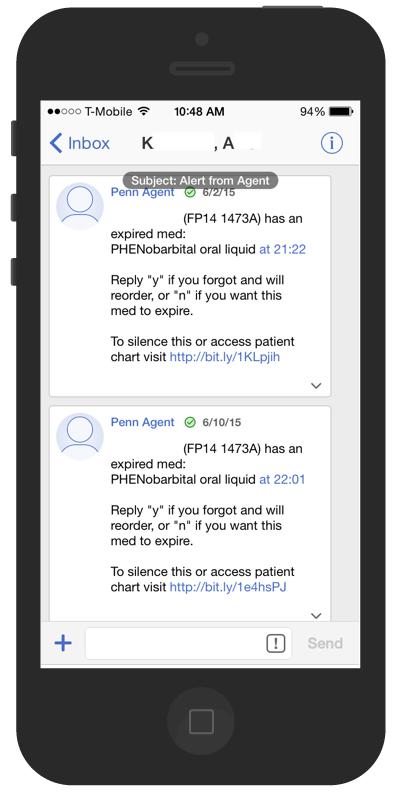 T-Mobile 10:48 AM 94%
Inbox K , A
Subject: Alert from Agent
Penn Agent 6/2/15
(FP14 1473A) has an
expired med:
PHENobarbital oral liquid at 21:22
Reply "y" if you forgot and will
reorder, or "n" if you want this
med to expire.
To silence this or access patient
chart visit http://bit.ly/1KLpjih
Penn Agent 6/10/15
(FP14 1473A) has an
expired med:
PHENobarbital oral liquid at 22:01
Reply "y" if you forgot and will
reorder, or "n" if you want this
med to expire.
To silence this or access patient
chart visit http://bit.ly/1e4hsPJ
Send